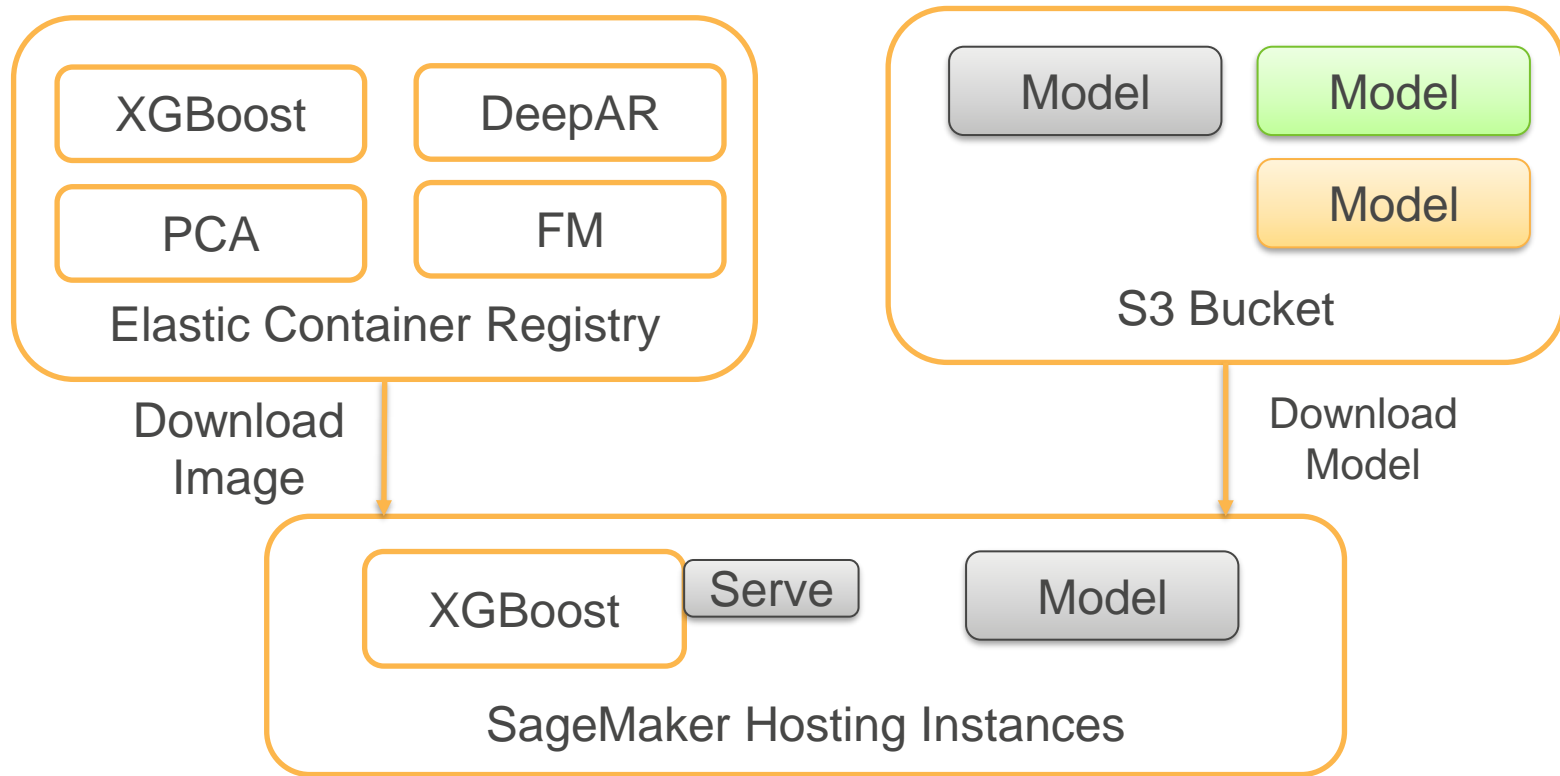 XGBoost
DeepAR
PCA
FM
Elastic Container Registry
Model
Model
Model
S3 Bucket
Download
Image
Download
Model
XGBoost
Serve
Model
SageMaker Hosting Instances